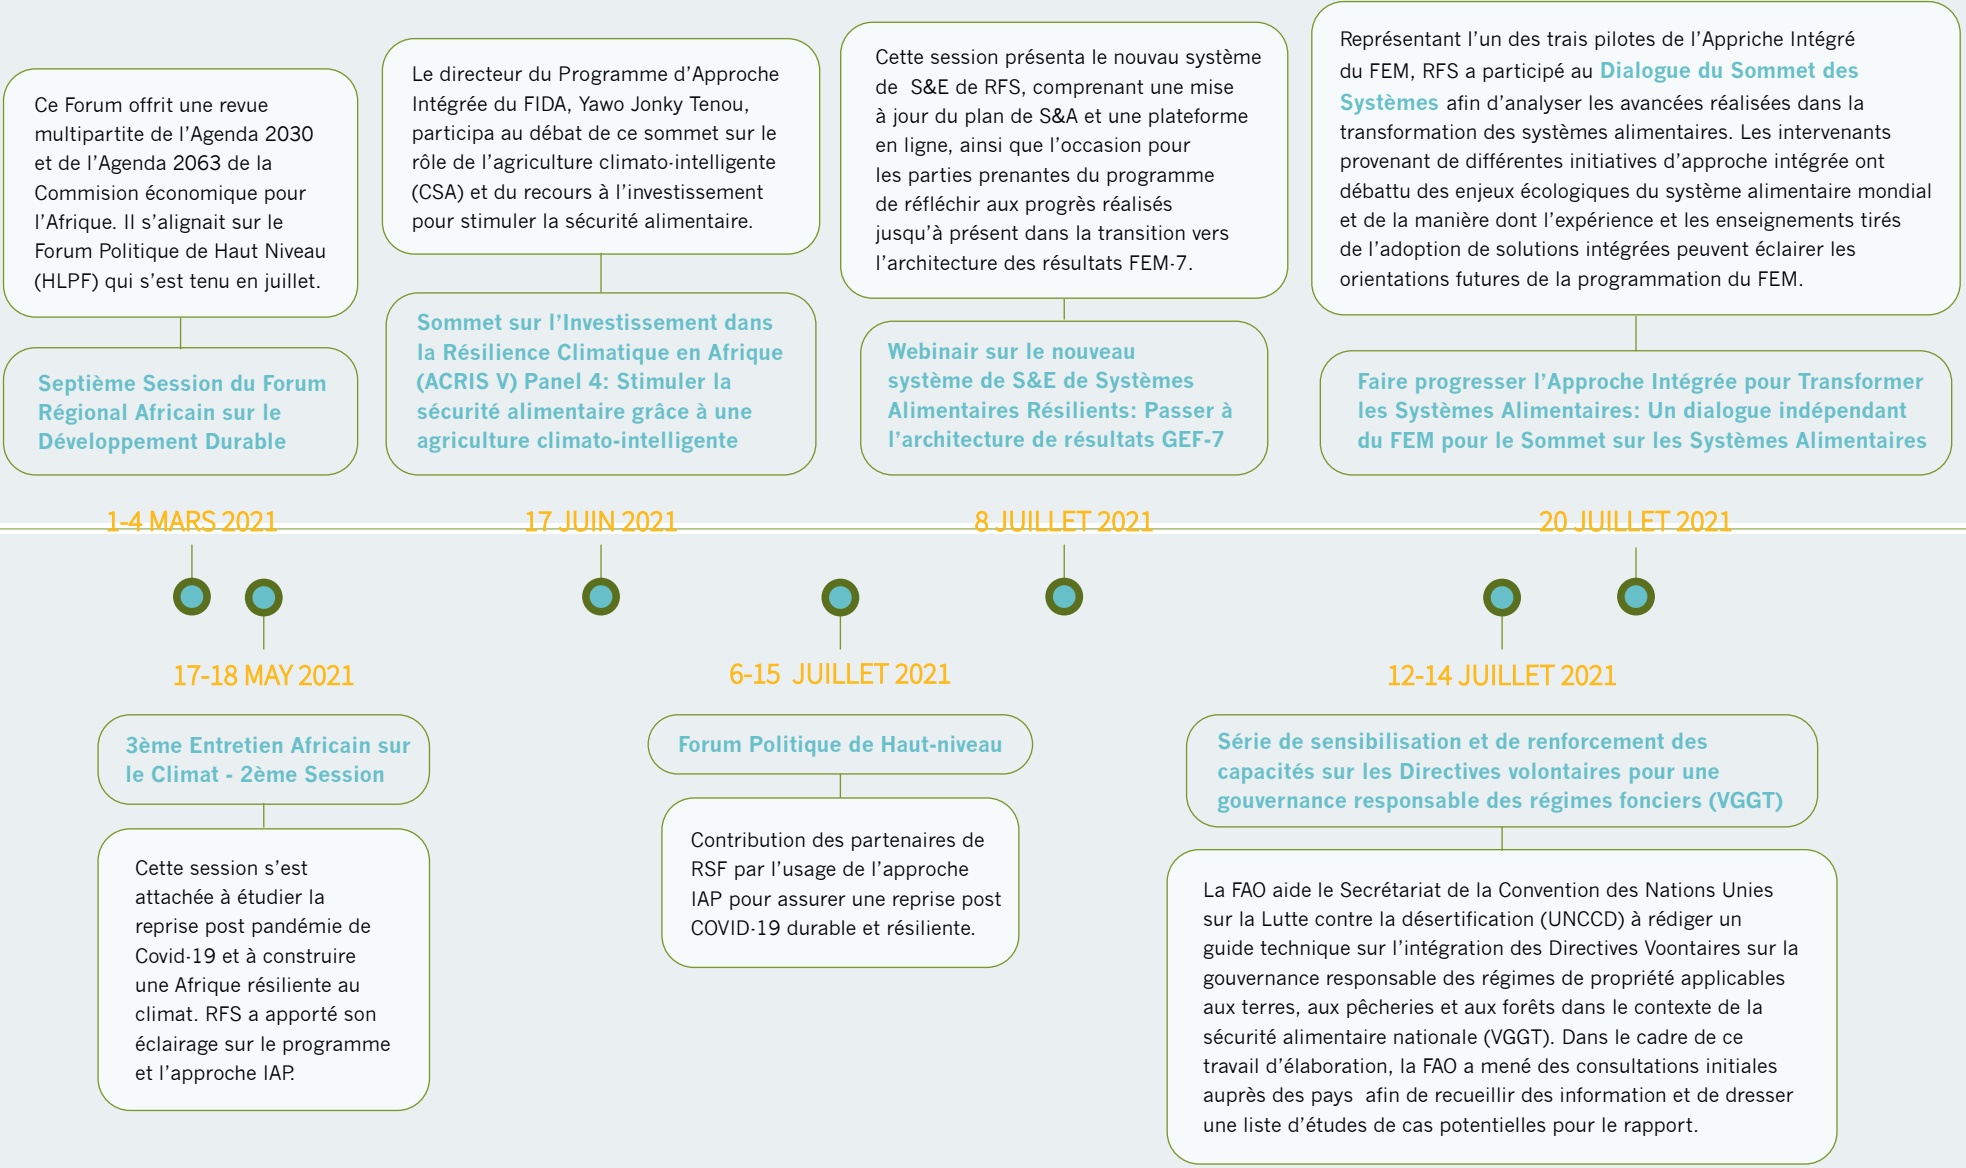 Ce Forum offrit une revue
multipartite de l'Agenda 2030
et de l'Agenda 2063 de la
Commision économique pour
l'Afrique. Il s'alignait sur le
Forum Politique de Haut Niveau
(HLPF) qui s'est tenu en juillet.
Septième Session du Forum
Régional Africain sur le
Développement Durable
1-4 MARS 2021
Le directeur du Programme d'Approche
Intégrée du FIDA, Yawo Jonky Tenou,
participa au débat de ce sommet sur le
rôle de l'agriculture climato-intelligente
(CSA) et du recours à l'investissement
pour stimuler la sécurité alimentaire.
Sommet sur l'Investissement dans
la Résilience Climatique en Afrique
(ACRIS V) Panel 4: Stimuler la
sécurité alimentaire grâce à une
agriculture climato-intelligente
17 JUIN 2021
Cette session présenta le nouvau système
de S&E de RFS, comprenant une mise
à jour du plan de S&A et une plateforme
en ligne, ainsi que l'occasion pour
les parties prenantes du programme
de réfléchir aux progrès réalisés
jusqu'à présent dans la transition vers
l'architecture des résultats FEM-7.
Webinair sur le nouveau
système de S&E de Systèmes
Alimentaires Résilients: Passer à
l'architecture de résultats GEF-7
8 JUILLET 2021
Représentant l'un des trais pilotes de l'Appriche Intégré
du FEM, RFS a participé au Dialogue du Sommet des
Systèmes afin d'analyser les avancées réalisées dans la
transformation des systèmes alimentaires. Les intervenants
provenant de différentes initiatives d'approche intégrée ont
débattu des enjeux écologiques du système alimentaire mondial
et de la manière dont l'expérience et les enseignements tirés
de l'adoption de solutions intégrées peuvent éclairer les
orientations futures de la programmation du FEM.
Faire progresser l'Approche Intégrée pour Transformer
les Systèmes Alimentaires: Un dialogue indépendant
du FEM pour le Sommet sur les Systèmes Alimentaires
20 JUILLET 2021
17-18 MAY 2021
3ème Entretien Africain sur
le Climat - 2ème Session
Cette session s'est
attachée à étudier la
reprise post pandémie de
Covid-19 et à construire
une Afrique résiliente au
climat. RFS a apporté son
éclairage sur le programme
et l'approche IAP.
6-15 JUILLET 2021
Forum Politique de Haut-niveau
Contribution des partenaires de
RSF par l'usage de l'approche
IAP pour assurer une reprise post
COVID-19 durable et résiliente.
12-14 JUILLET 2021
Série de sensibilisation et de renforcement des
capacités sur les Directives volontaires pour une
gouvernance responsable des régimes fonciers (VGGT)
La FAO aide le Secrétariat de la Convention des Nations Unies
sur la Lutte contre la désertification (UNCCD) à rédiger un
guide technique sur l'intégration des Directives Voontaires sur la
gouvernance responsable des régimes de propriété applicables
aux terres, aux pêcheries et aux forêts dans le contexte de la
sécurité alimentaire nationale (VGGT). Dans le cadre de ce
travail d'élaboration, la FAO a mené des consultations initiales
auprès des pays afin de recueillir des information et de dresser
une liste d'études de cas potentielles pour le rapport.